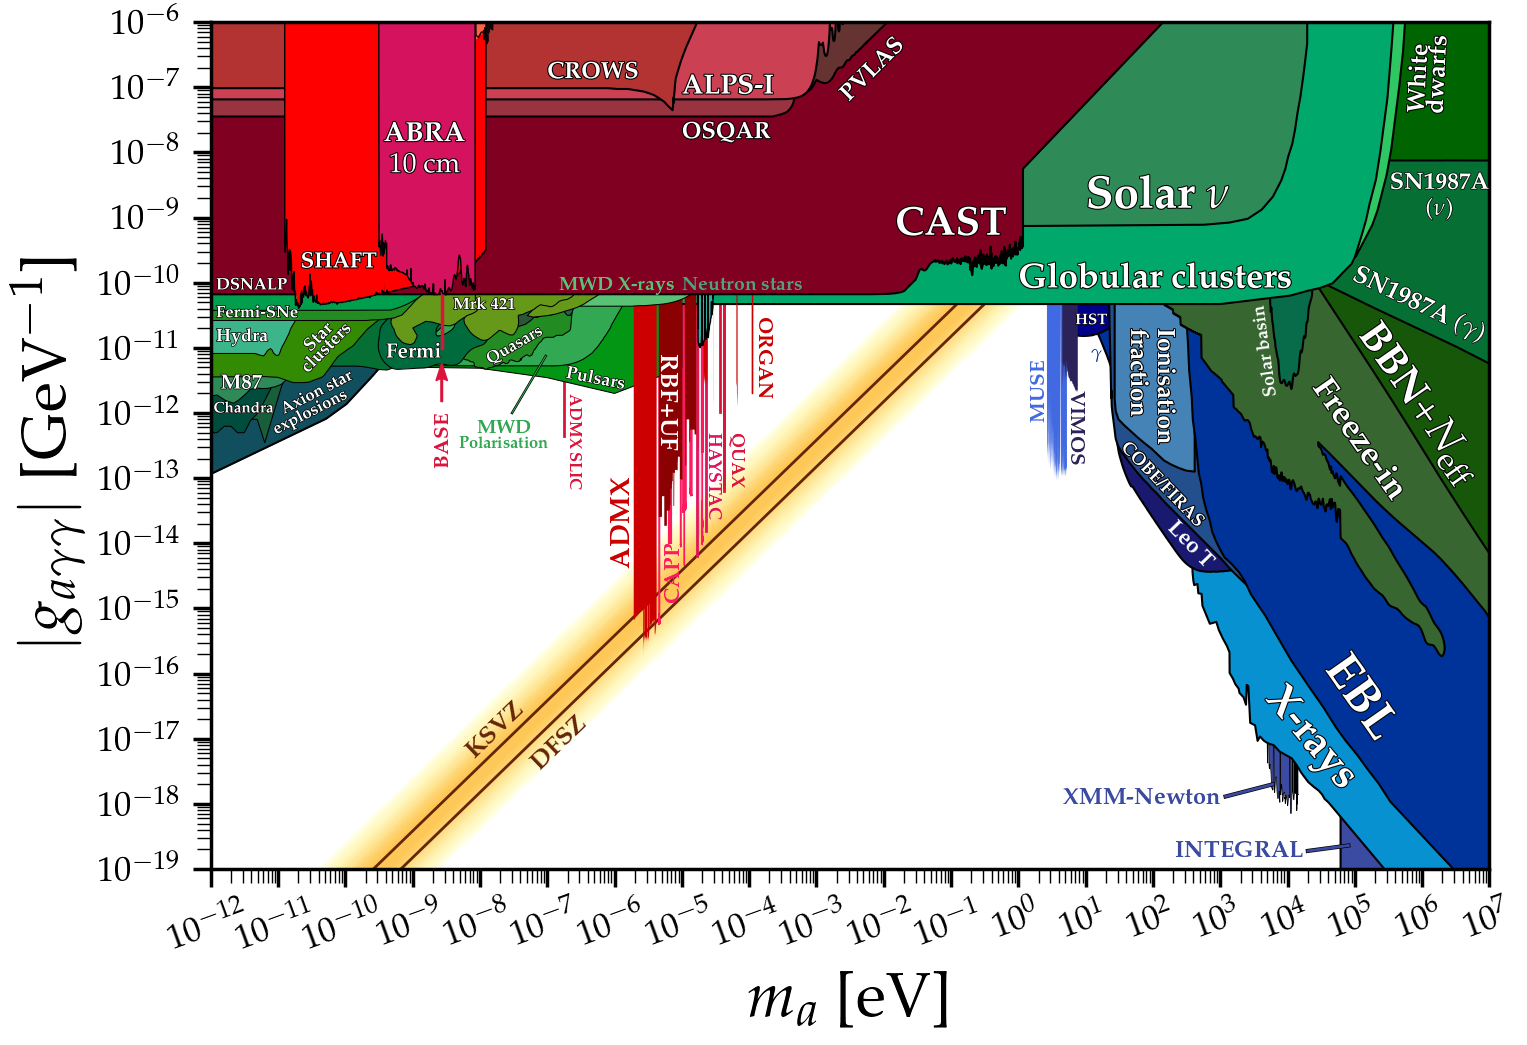 |g_{aγγ}| [GeV^{−1}]
10^{−6}
10^{−7}
10^{−8}
10^{−9}
10^{−10}
10^{−11}
10^{−12}
10^{−13}
10^{−14}
10^{−15}
10^{−16}
10^{−17}
10^{−18}
10^{−19}
CROWS
ALPS-I
PVLAS
OSQAR
ABRA
10 cm
SHAFT
CAST
Solar ν
Globular clusters
White
dwarfs
SN1987A
(ν)
SN1987A (γ)
DSNALP
Fermi-SNe
Hydra
M87
Chandra
Star
clusters
Axion star
explosions
Fermi
Mrk 421
Quasars
Pulsars
MWD X-rays
Neutron stars
BASE
MWD
Polarisation
ADMX SLIC
ADMX
RBF+UF
CAPP
HAYSTAC
QUAX
ORGAN
KSVZ
DFSZ
MUSE
VIMOS
HST
γ
Ionisation
fraction
COBE/FIRAS
Leo T
Solar basin
Freeze-in
BBN+N_{eff}
EBL
X-rays
XMM-Newton
INTEGRAL
10^{−12}
10^{−11}
10^{−10}
10^{−9}
10^{−8}
10^{−7}
10^{−6}
10^{−5}
10^{−4}
10^{−3}
10^{−2}
10^{−1}
10^{0}
10^{1}
10^{2}
10^{3}
10^{4}
10^{5}
10^{6}
10^{7}
m_a [eV]